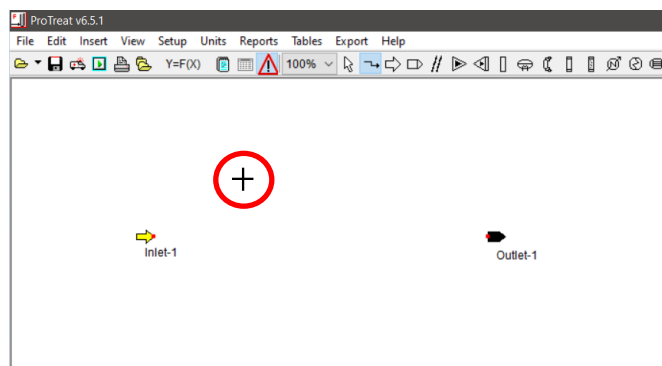 ProTreat v6.5.1
File Edit Insert View Setup Units Reports Tables Export Help
Y=F(X) 100%
Inlet-1
Outlet-1